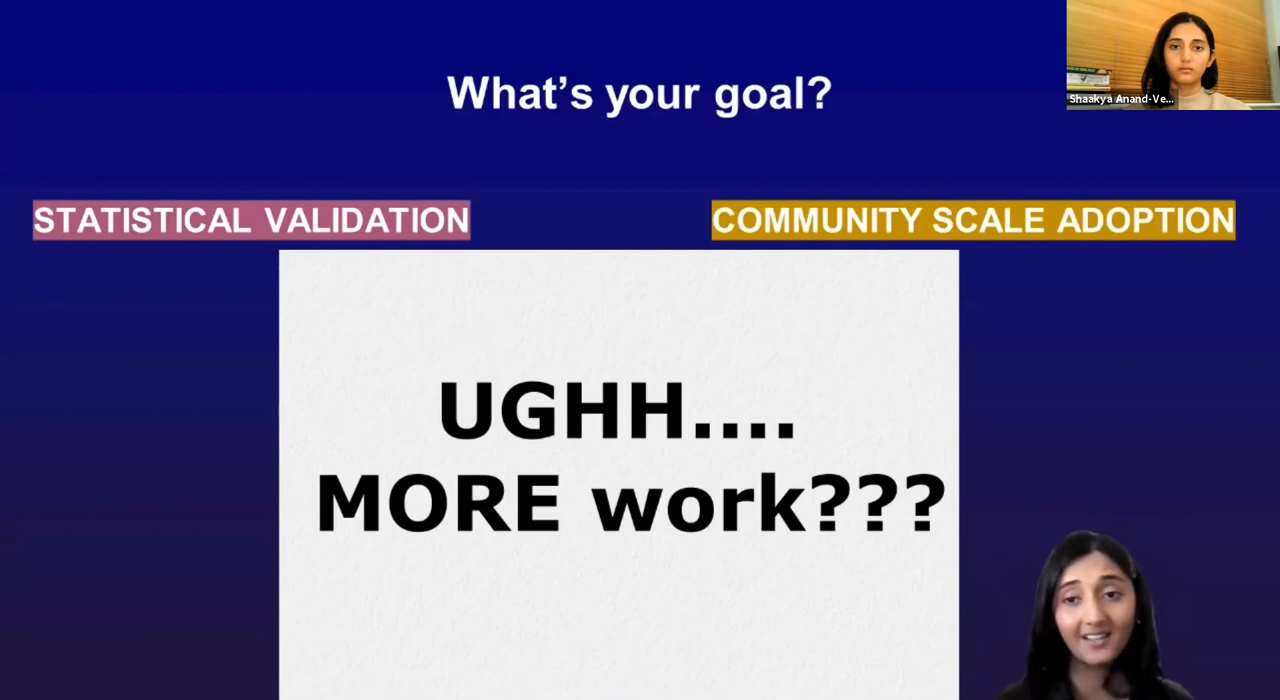 What's your goal?
Shaakya Anand-Ve...
STATISTICAL VALIDATION
COMMUNITY SCALE ADOPTION
UGHH....
MORE work???